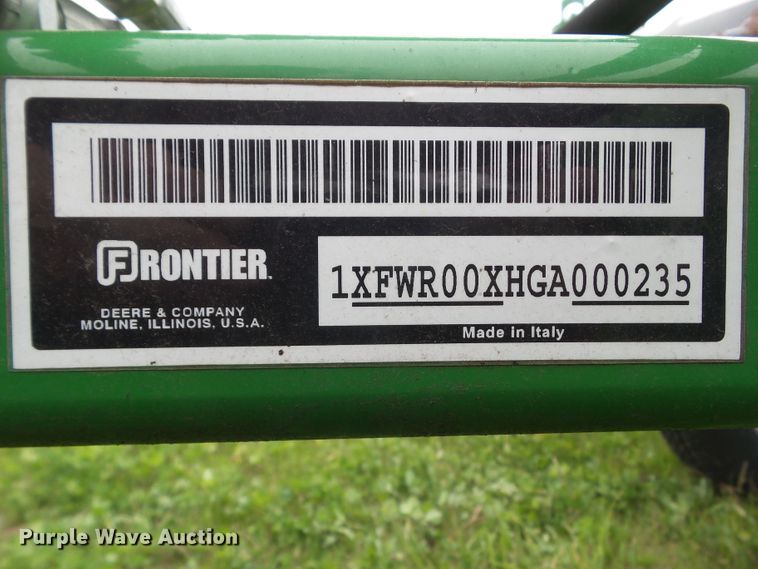 FRONTIER
DEERE & COMPANY
MOLINE, ILLINOIS, U.S.A.
1XFWR00XHGA000235
Made in Italy
Purple Wave Auction